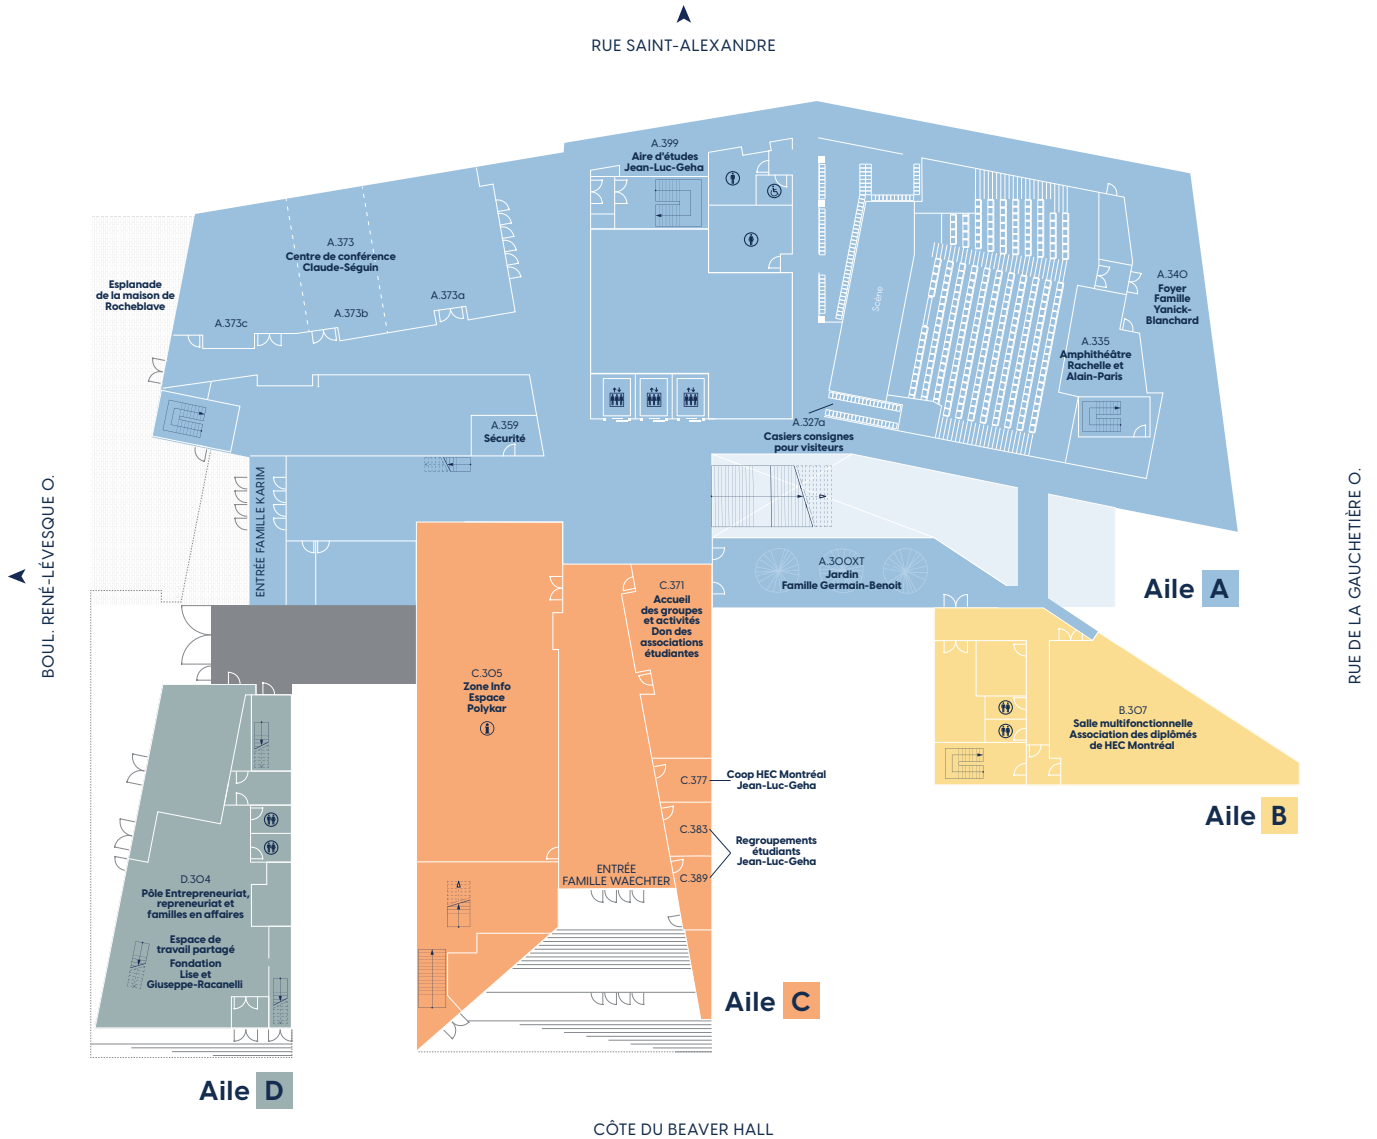 RUE SAINT-ALEXANDRE
A.399
Aire d'études
Jean-Luc-Geha
A.373
Centre de conférence
Claude-Séguin
A.373a
A.373b
A.373c
Esplanade
de la maison de
Rocheblave
Scène
A.340
Foyer
Famille
Yanick-
Blanchard
A.335
Amphithéâtre
Rachelle et
Alain-Paris
A.359
Sécurité
A.327a
Casiers consignes
pour visiteurs
BOUL. RENÉ-LÉVESQUE O.
ENTRÉE FAMILLE KARIM
RUE DE LA GAUCHETIÈRE O.
A.300XT
Jardin
Famille Germain-Benoit
Aile A
C.371
Accueil
des groupes
et activités
Don des
associations
étudiantes
C.305
Zone Info
Espace
Polykar
B.307
Salle multifonctionnelle
Association des diplômés
de HEC Montréal
C.377
Coop HEC Montréal
Jean-Luc-Geha
Aile B
C.383
Regroupements
étudiants
Jean-Luc-Geha
C.389
ENTRÉE
FAMILLE WAECHTER
D.304
Pôle Entrepreneuriat,
repreneuriat et
familles en affaires
Espace de
travail partagé
Fondation
Lise et
Giuseppe-Racanelli
Aile C
Aile D
CÔTE DU BEAVER HALL